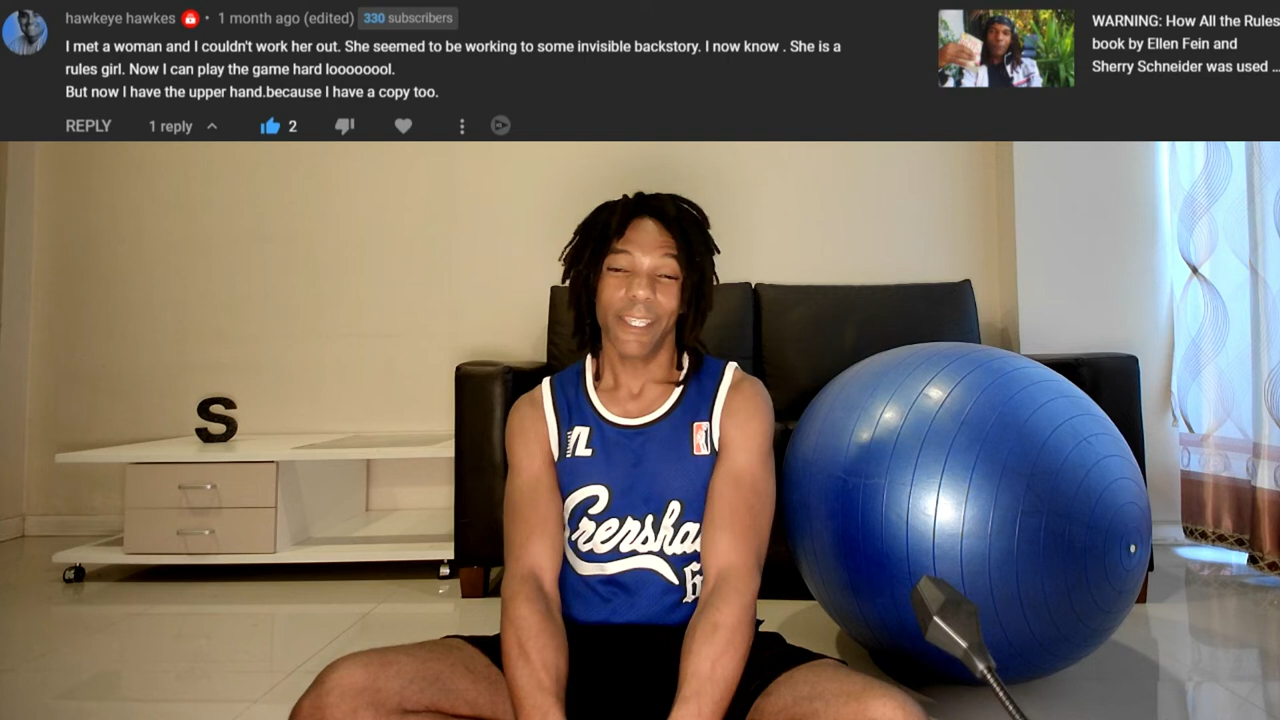 hawkeye hawkes • 1 month ago (edited) 330 subscribers
I met a woman and I couldn't work her out. She seemed to be working to some invisible backstory. I now know . She is a
rules girl. Now I can play the game hard loooooool.
But now I have the upper hand.because I have a copy too.
REPLY 1 reply 2
WARNING: How All the Rules
book by Ellen Fein and
Sherry Schneider was used ...
S
Crensha
6